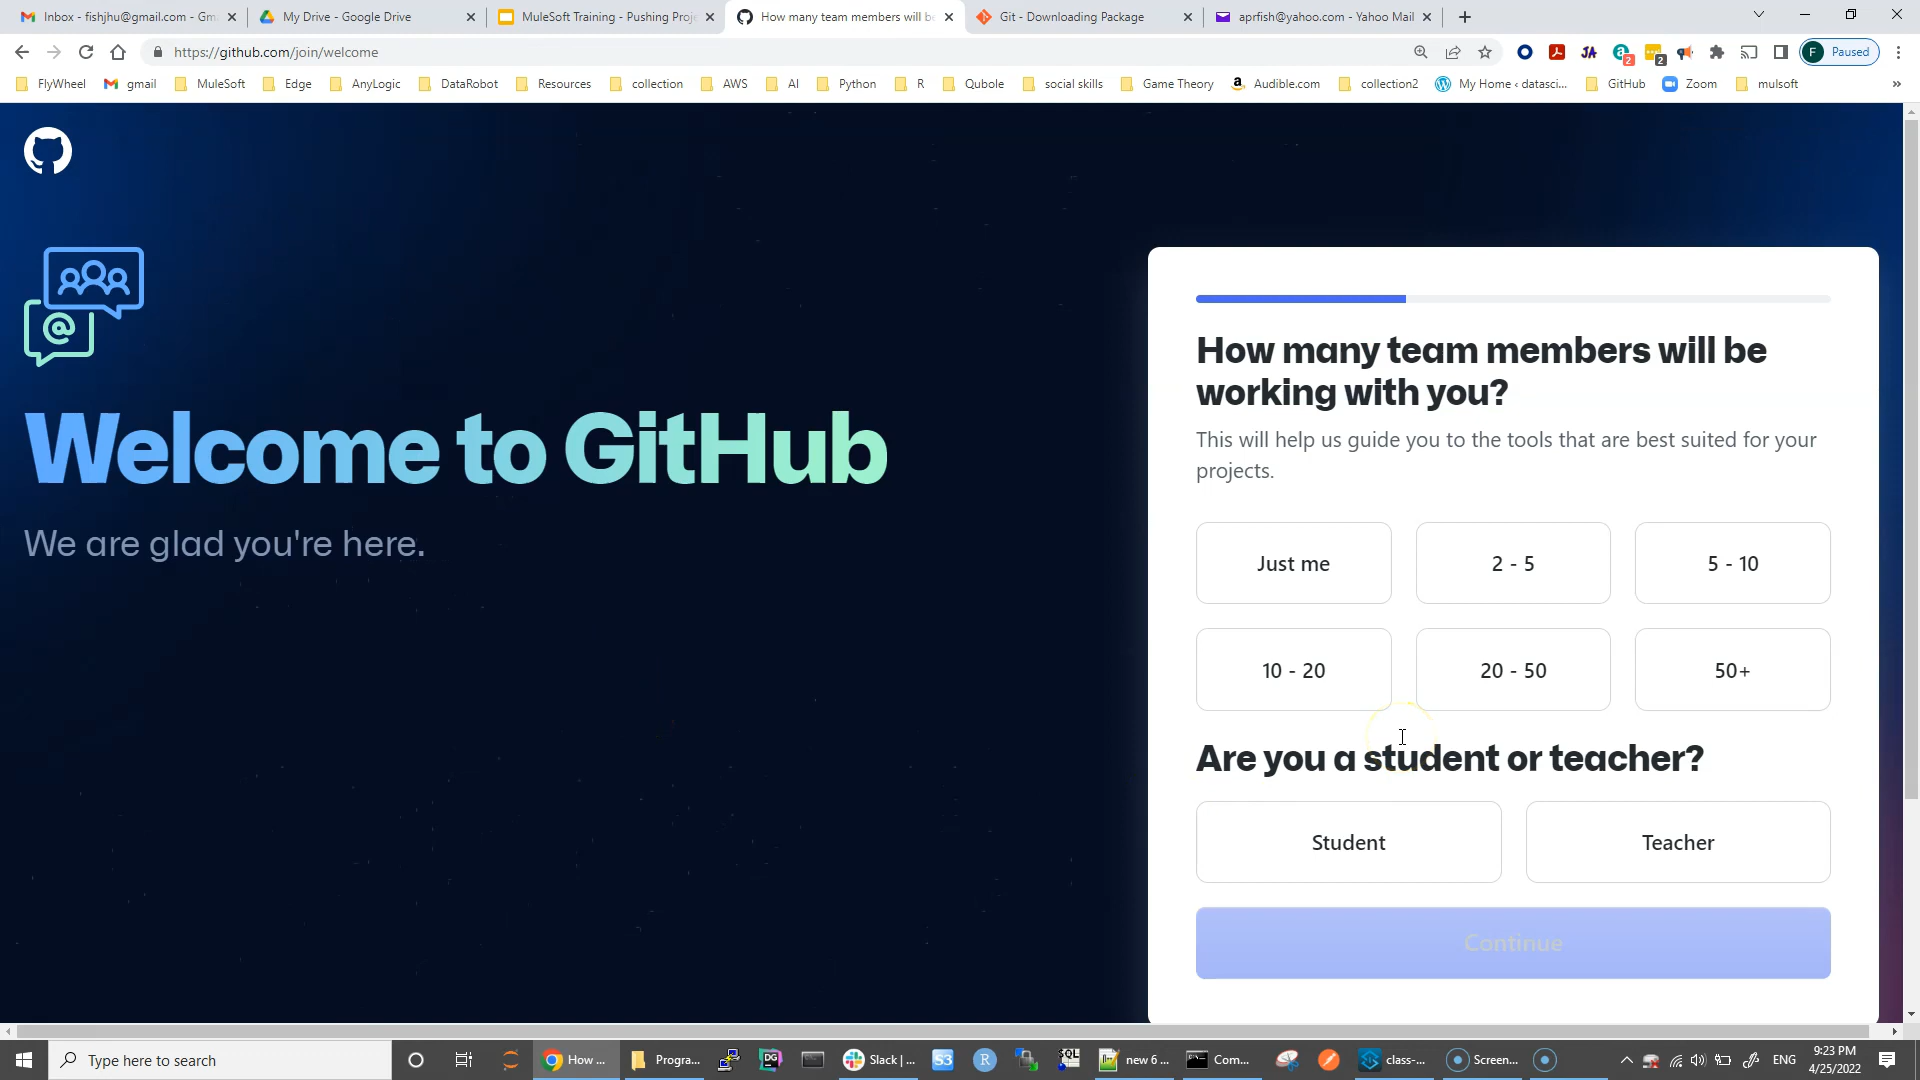 Inbox - fishjhu@gmail.com - Gm
My Drive - Google Drive
MuleSoft Training - Pushing Proje
How many team members will be
Git - Downloading Package
aprfish@yahoo.com - Yahoo Mail
https://github.com/join/welcome
Paused
FlyWheel
gmail
MuleSoft
Edge
AnyLogic
DataRobot
Resources
collection
AWS
AI
Python
R
Qubole
social skills
Game Theory
Audible.com
collection2
My Home ‹ datasci...
GitHub
Zoom
mulsoft
»
Welcome to GitHub
We are glad you're here.
How many team members will be
working with you?
This will help us guide you to the tools that are best suited for your
projects.
Just me
2 - 5
5 - 10
10 - 20
20 - 50
50+
Are you a student or teacher?
Student
Teacher
Continue
Type here to search
How ...
Progra...
Slack | ...
new 6 ...
Com...
class-...
Screen...
ENG
9:23 PM
4/25/2022